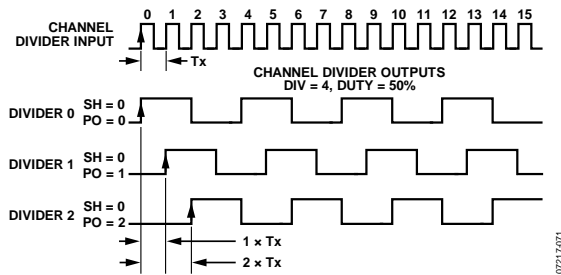 0 1 2 3 4 5 6 7 8 9 10 11 12 13 14 15
CHANNEL
DIVIDER INPUT
Tx
CHANNEL DIVIDER OUTPUTS
DIV = 4, DUTY = 50%
DIVIDER 0
SH = 0
PO = 0
DIVIDER 1
SH = 0
PO = 1
DIVIDER 2
SH = 0
PO = 2
1 × Tx
2 × Tx
07217-071